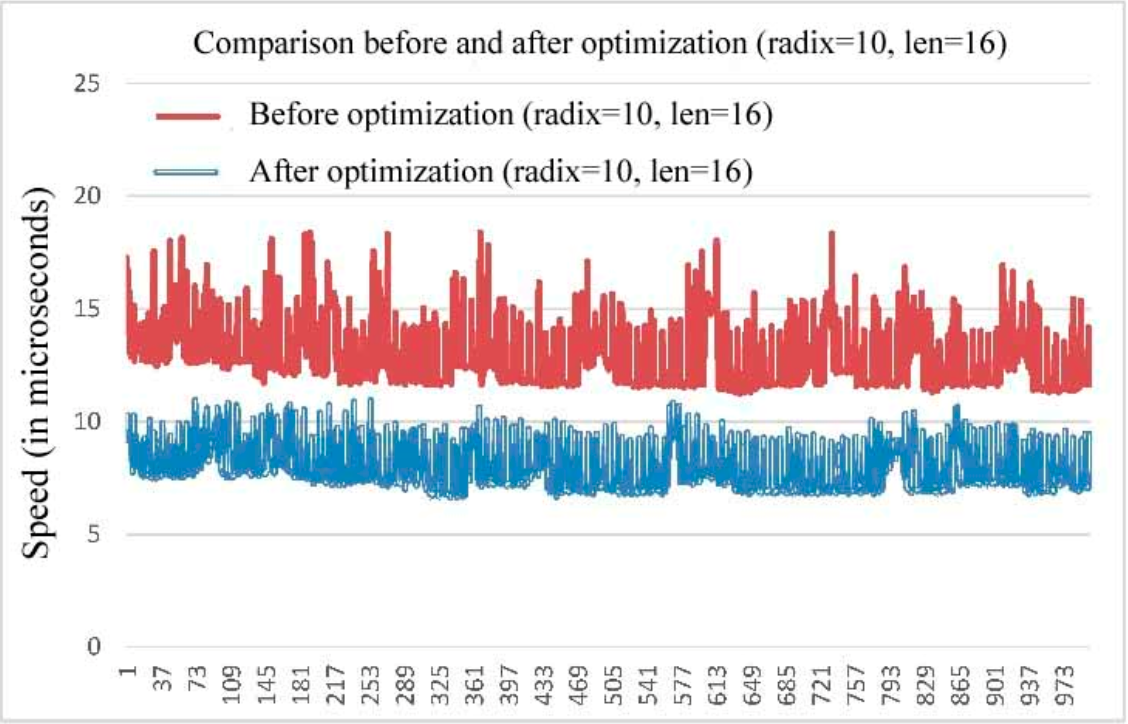 Comparison before and after optimization (radix=10, len=16)
25
Before optimization (radix=10, len=16)
After optimization (radix=10, len=16)
20
15
10
5
0
Speed (in microseconds)
1 37 73 109 145 181 217 253 289 325 361 397 433 469 505 541 577 613 649 685 721 757 793 829 865 901 937 973